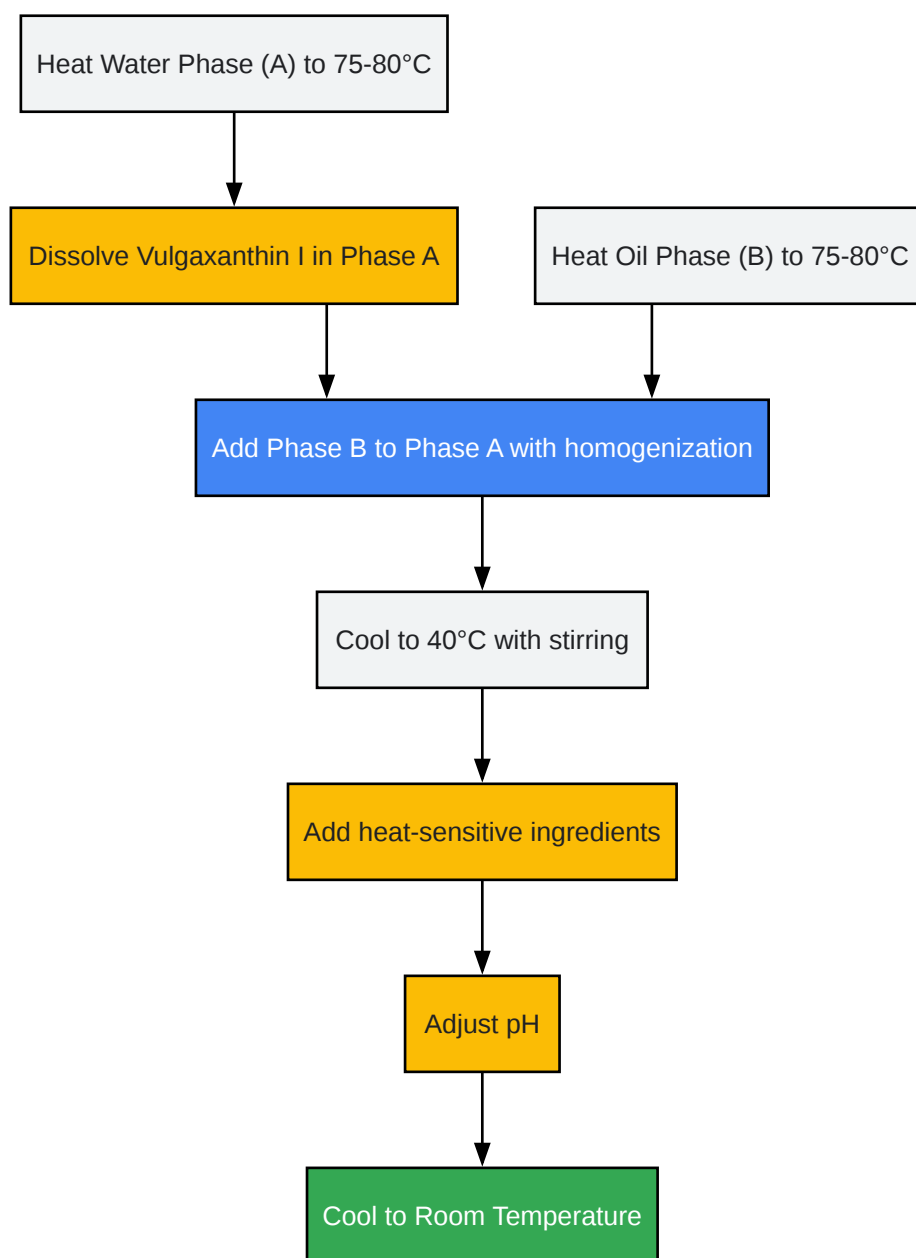 Heat Water Phase (A) to 75-80°C
Dissolve Vulgaxanthin I in Phase A
Heat Oil Phase (B) to 75-80°C
Add Phase B to Phase A with homogenization
Cool to 40°C with stirring
Add heat-sensitive ingredients
Adjust pH
Cool to Room Temperature